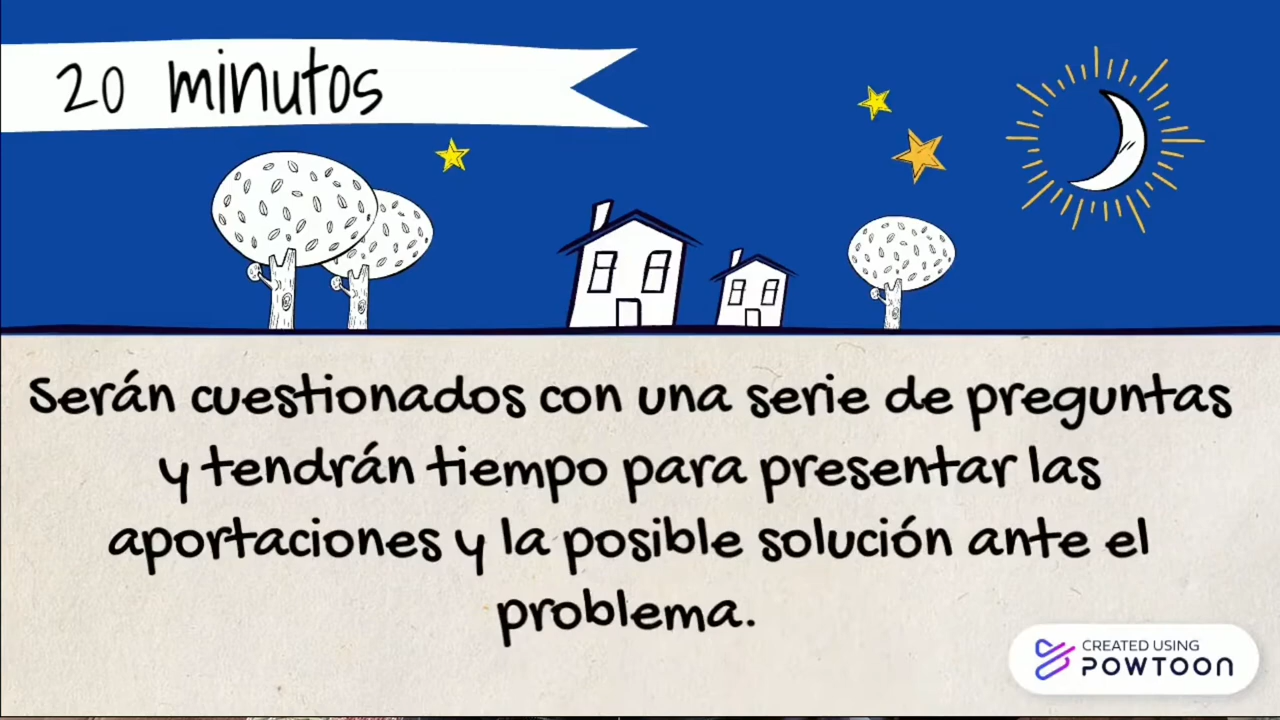 20 minutos
Serán cuestionados con una serie de preguntas
y tendrán tiempo para presentar las
aportaciones y la posible solución ante el
problema.
CREATED USING
POWTOON